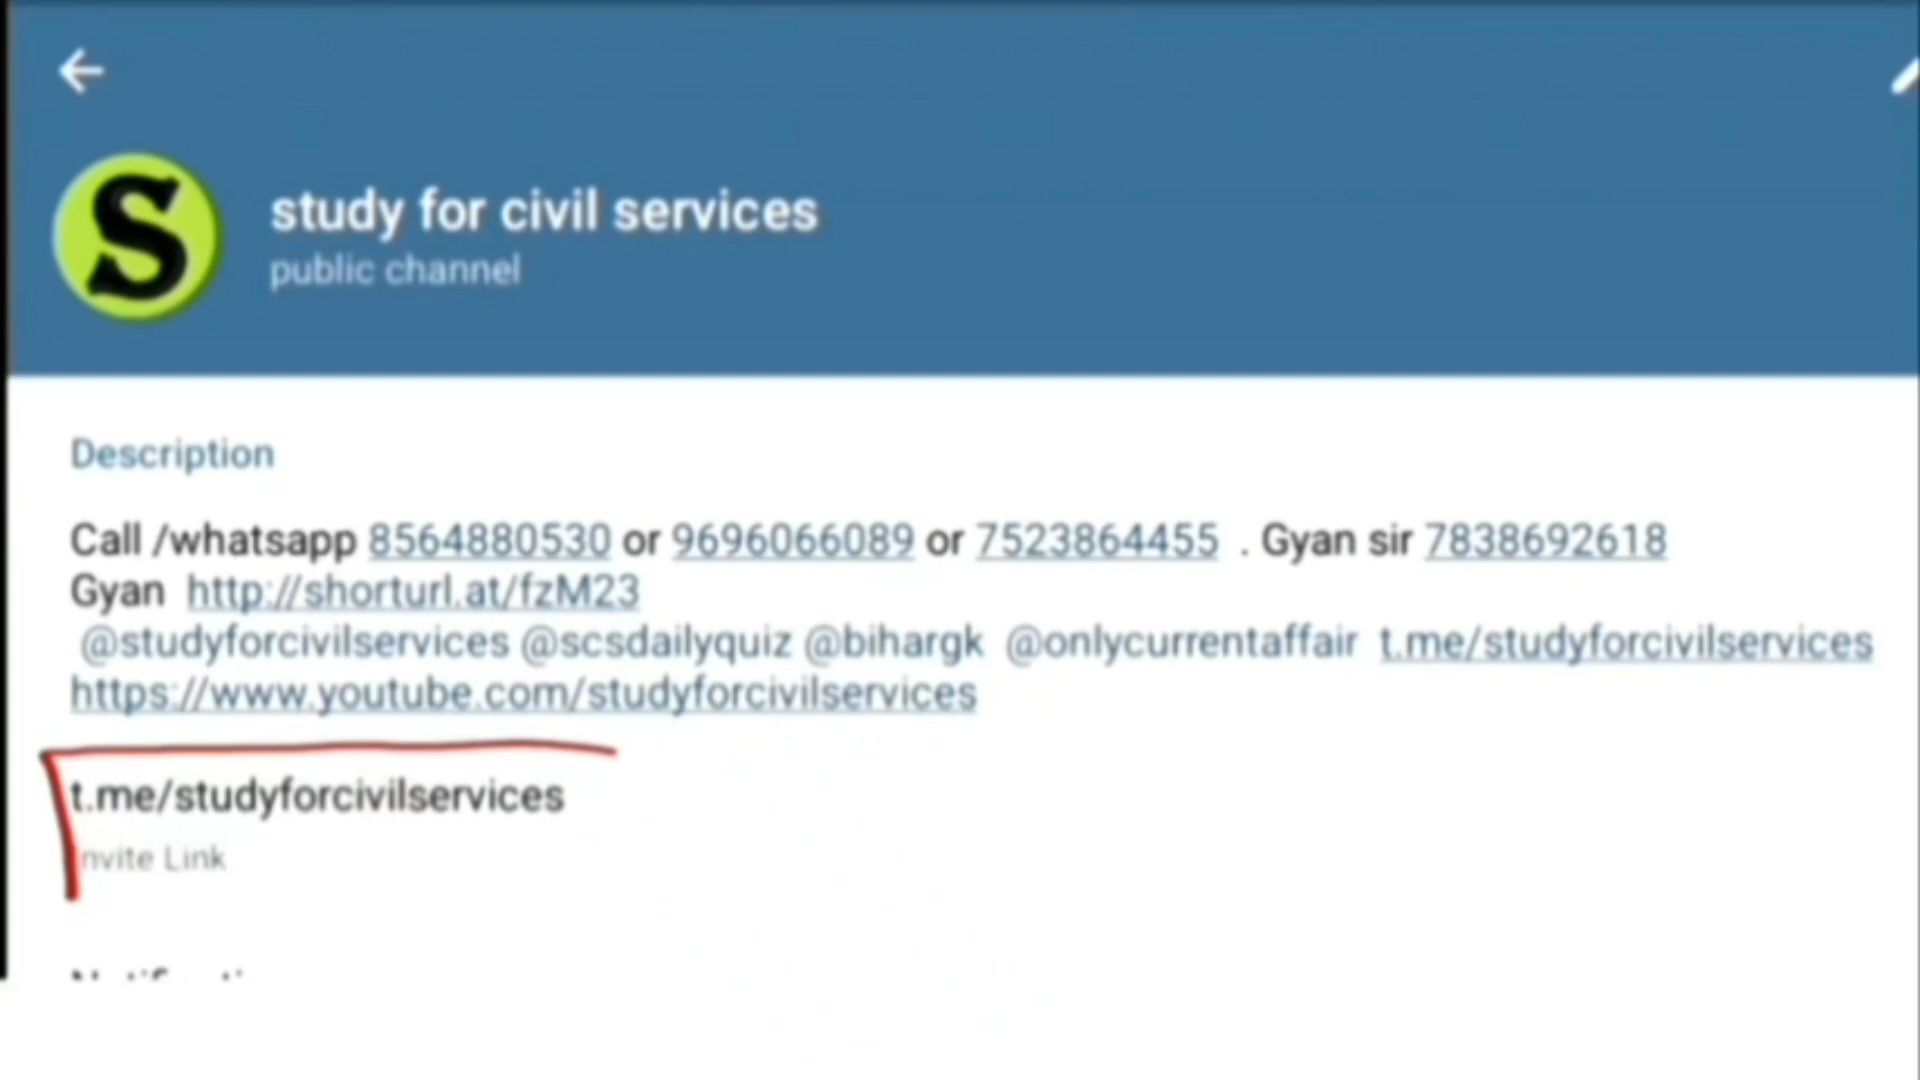 S
study for civil services
public channel
Description
Call /whatsapp 8564880530 or 9696066089 or 7523864455 . Gyan sir 7838692618
Gyan http://shorturl.at/fzM23
@studyforcivilservices @scsdailyquiz @bihargk @onlycurrentaffair t.me/studyforcivilservices
https://www.youtube.com/studyforcivilservices
t.me/studyforcivilservices
Invite Link